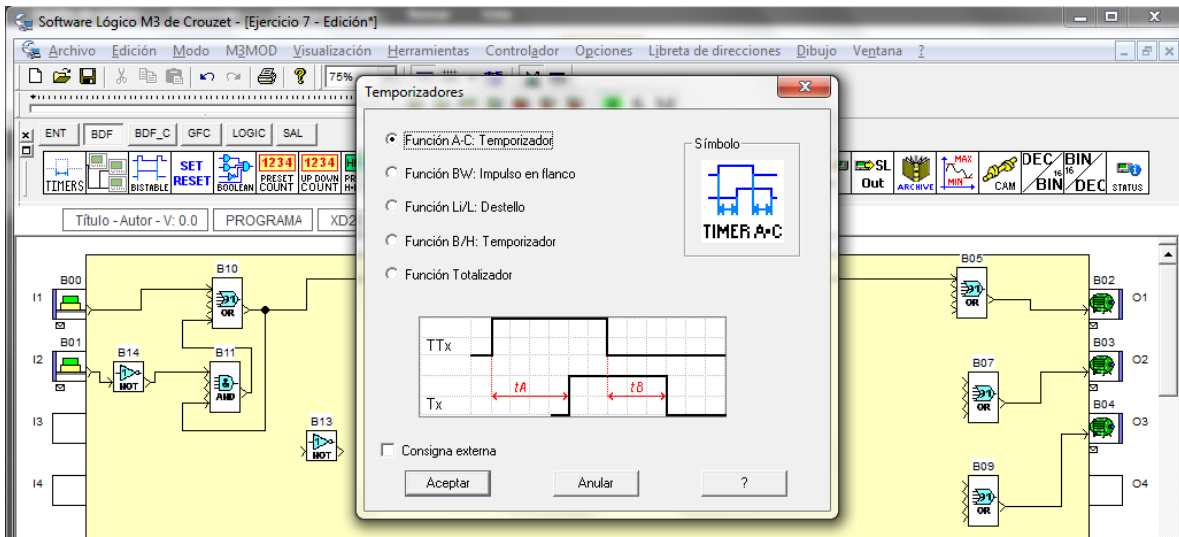 Software Lógico M3 de Crouzet - [Ejercicio 7 - Edición*]
Archivo Edición Modo M3MOD Visualización Herramientas Controlador Opciones Libreta de direcciones Dibujo Ventana ?
75%
Temporizadores
ENT BDF BDF_C GFC LOGIC SAL
TIMERS BISTABLE SET RESET BOOLEAN 1234 PRESET COUNT 1234 UP DOWN COUNT
SL Out ARCHIVE MAX MIN CAM DEC/BIN 16 16 BIN/DEC STATUS
Título - Autor - V: 0.0 PROGRAMA XD2
Función A-C: Temporizador
Función BW: Impulso en flanco
Función Li/L: Destello
Función B/H: Temporizador
Función Totalizador
Símbolo
TIMER A•C
TTx
tA tB
Tx
Consigna externa
Aceptar Anular ?
B00
I1
B10
OR
B01
I2
B14
NOT
B11
AND
I3
B13
NOT
I4
B05
OR
B02
O1
B03
O2
B07
OR
B04
O3
B09
OR
O4